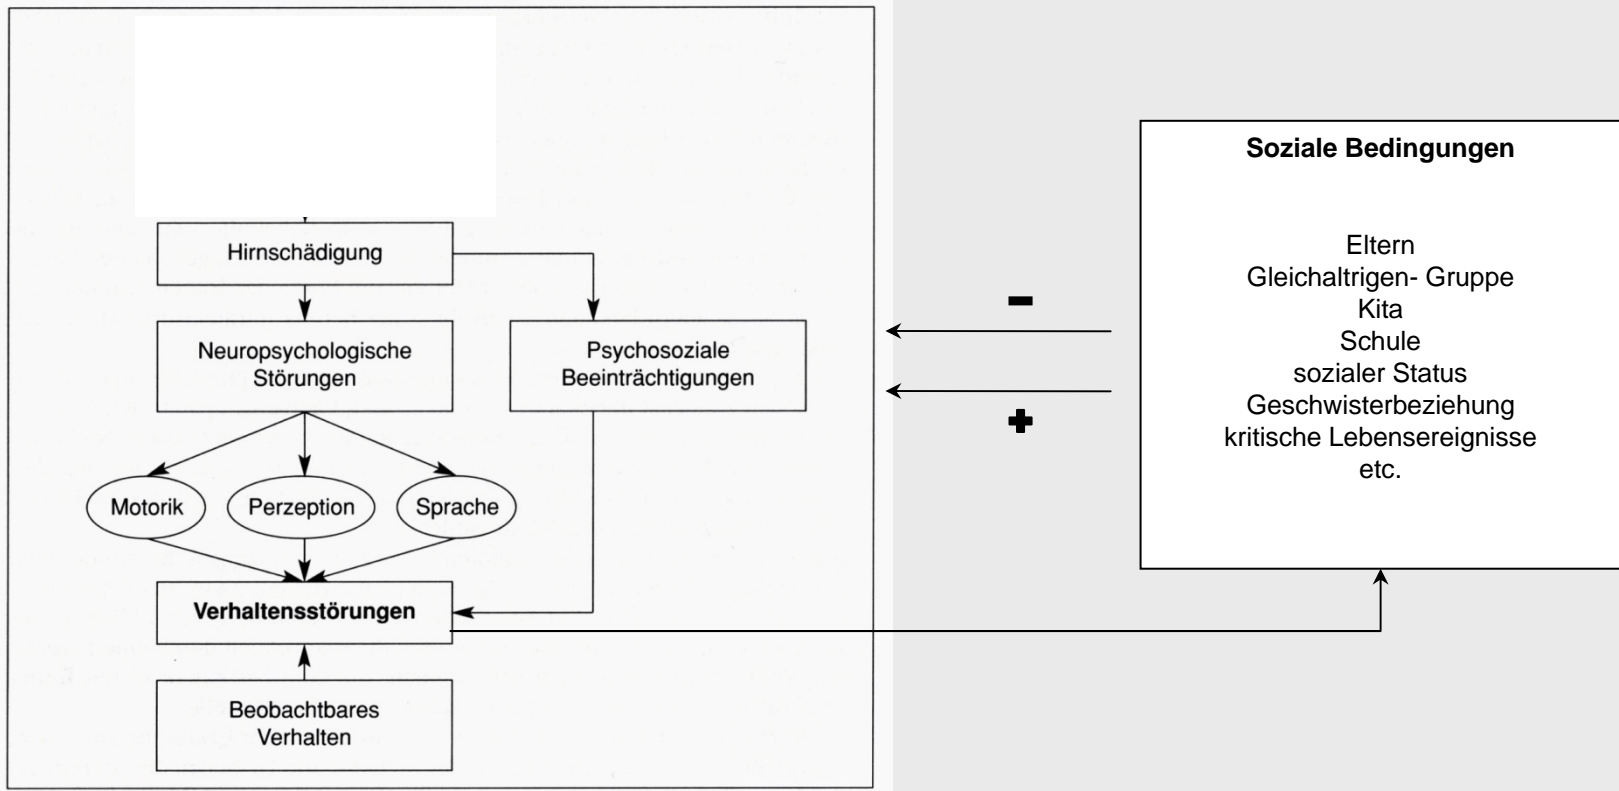 Hirnschädigung
Neuropsychologische
Störungen
Psychosoziale
Beeinträchtigungen
Motorik
Perzeption
Sprache
Verhaltensstörungen
Beobachtbares
Verhalten
-
+
Soziale Bedingungen
Eltern
Gleichaltrigen- Gruppe
Kita
Schule
sozialer Status
Geschwisterbeziehung
kritische Lebensereignisse
etc.